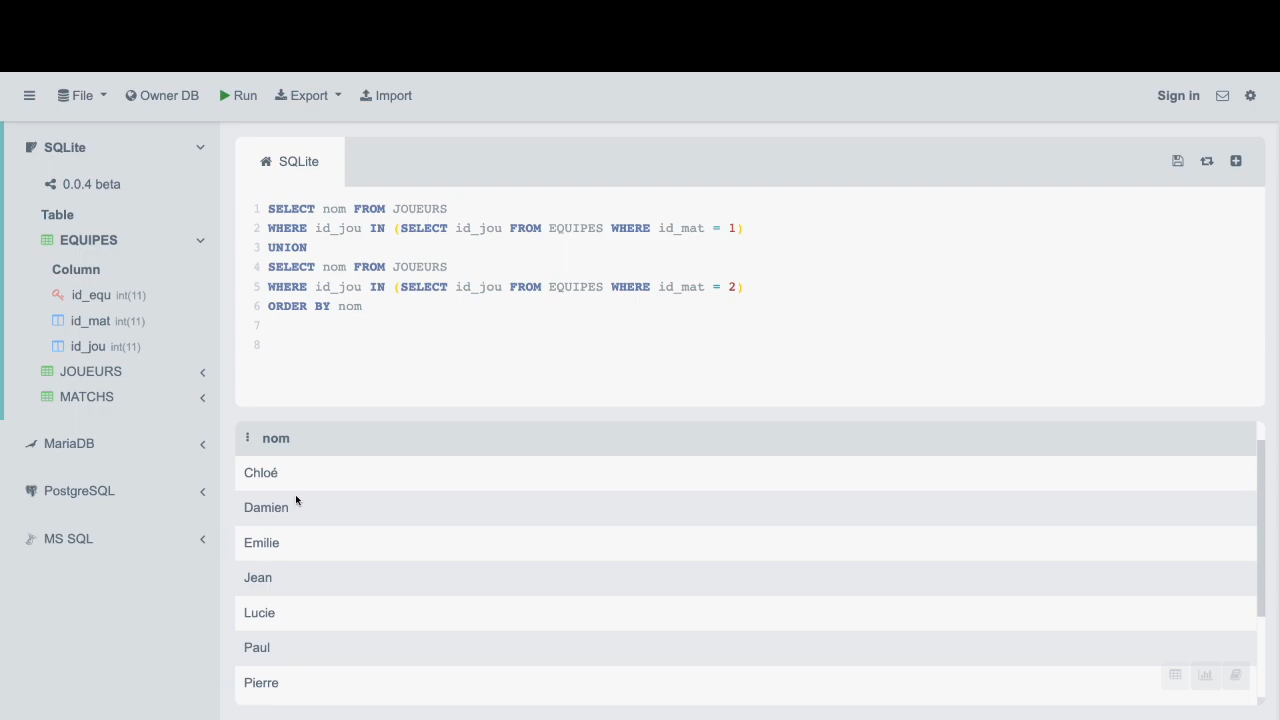 File
Owner DB
Run
Export
Import
Sign in
SQLite
0.0.4 beta
Table
EQUIPES
Column
id_equ int(11)
id_mat int(11)
id_jou int(11)
JOUEURS
MATCHS
MariaDB
PostgreSQL
MS SQL
SQLite
1 SELECT nom FROM JOUEURS
2 WHERE id_jou IN (SELECT id_jou FROM EQUIPES WHERE id_mat = 1)
3 UNION
4 SELECT nom FROM JOUEURS
5 WHERE id_jou IN (SELECT id_jou FROM EQUIPES WHERE id_mat = 2)
6 ORDER BY nom
7
8
nom
Chloé
Damien
Emilie
Jean
Lucie
Paul
Pierre